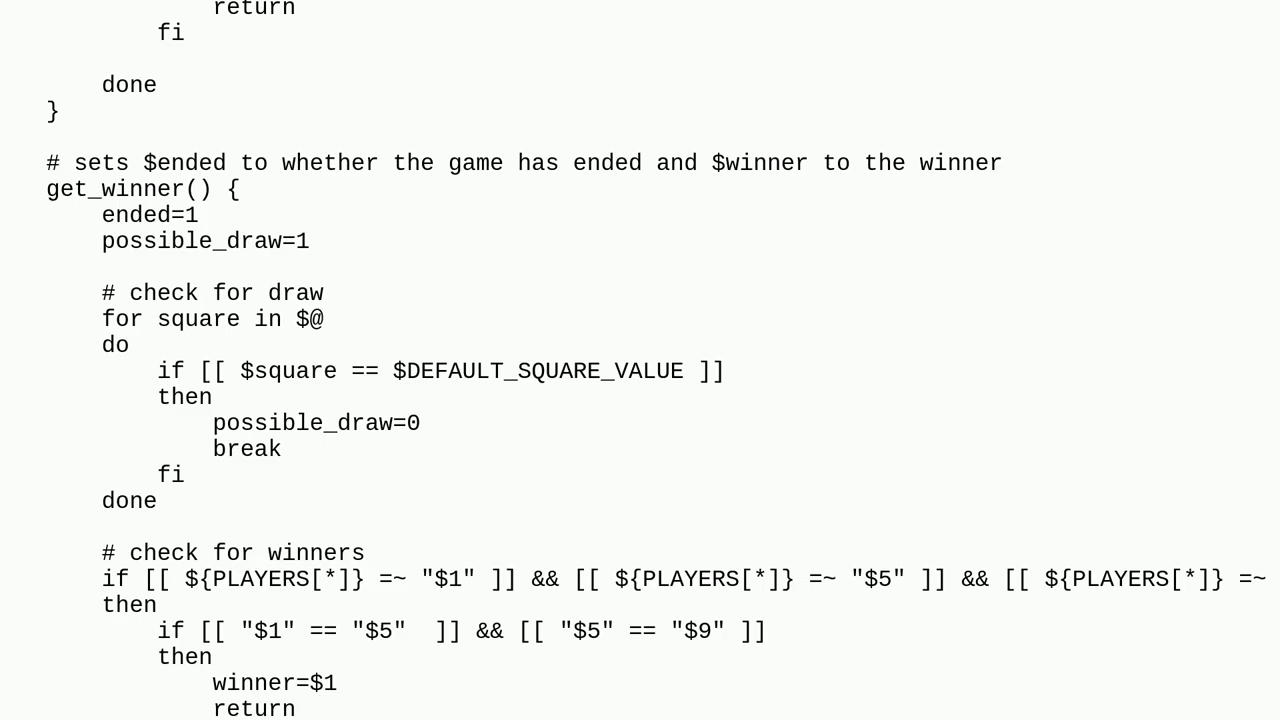 return
        fi

    done
}

# sets $ended to whether the game has ended and $winner to the winner
get_winner() {
    ended=1
    possible_draw=1

    # check for draw
    for square in $@
    do
        if [[ $square == $DEFAULT_SQUARE_VALUE ]]
        then
            possible_draw=0
            break
        fi
    done

    # check for winners
    if [[ ${PLAYERS[*]} =~ "$1" ]] && [[ ${PLAYERS[*]} =~ "$5" ]] && [[ ${PLAYERS[*]} =~
    then
        if [[ "$1" == "$5"  ]] && [[ "$5" == "$9" ]]
        then
            winner=$1
            return